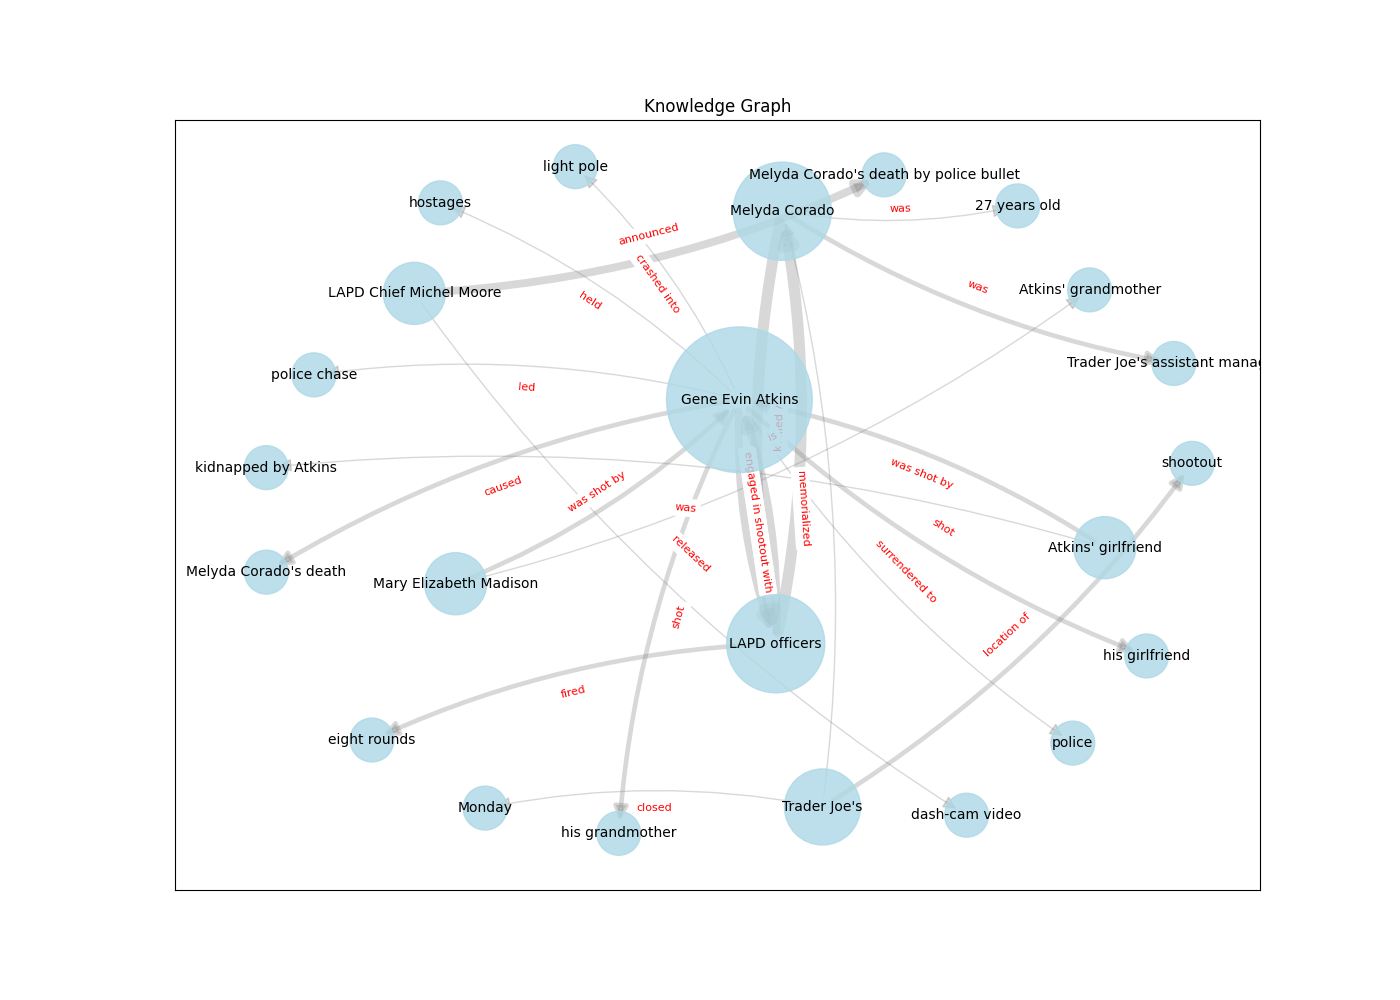 Knowledge Graph
light pole
Melyda Corado's death by police bullet
hostages
27 years old
Melyda Corado
was
announced
crashed into
LAPD Chief Michel Moore
held
was
Atkins' grandmother
police chase
led
Trader Joe's assistant manag
Gene Evin Atkins
kidnapped by Atkins
caused
was shot by
was shot by
shootout
was
engaged in shootout with
memorialized
shot
released
surrendered to
Atkins' girlfriend
Melyda Corado's death
Mary Elizabeth Madison
shot
LAPD officers
location of
his girlfriend
fired
eight rounds
police
Monday
closed
Trader Joe's
dash-cam video
his grandmother